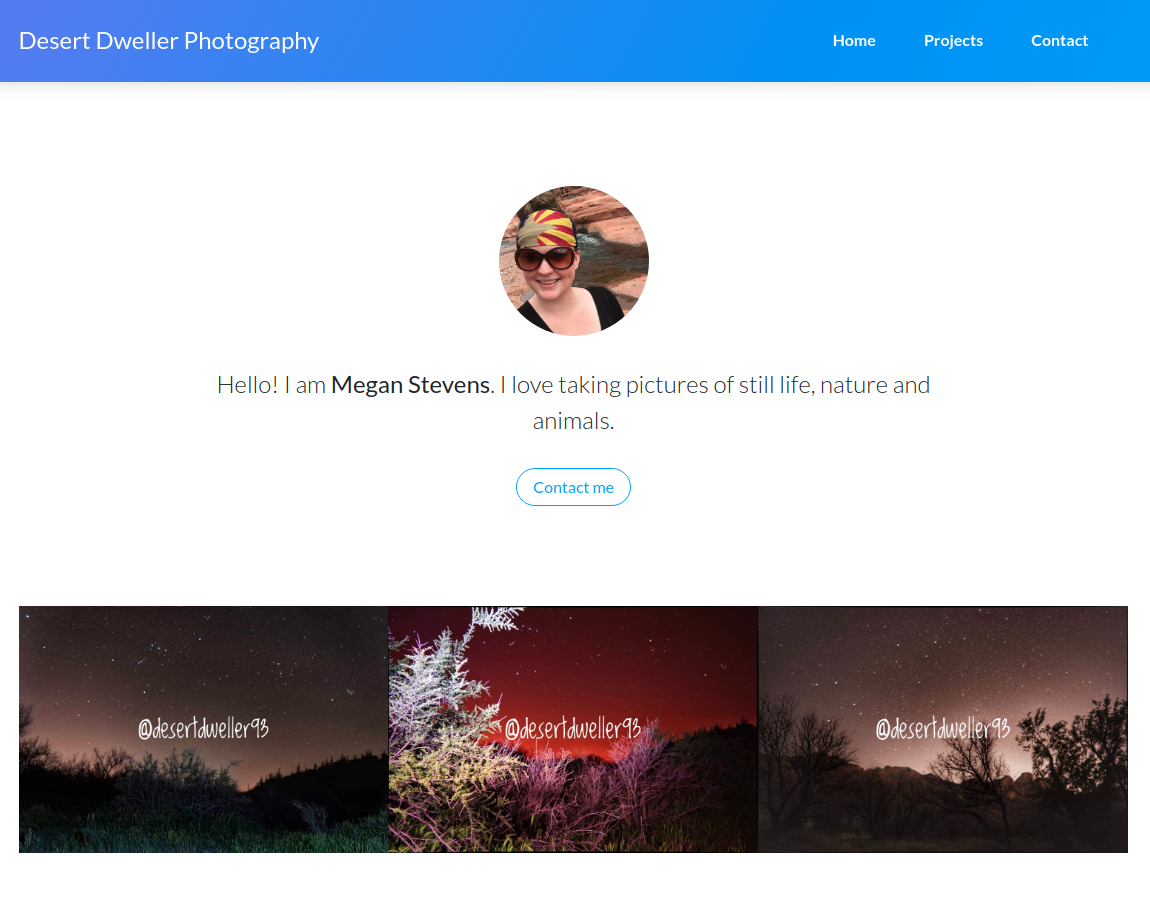 Desert Dweller Photography
Home Projects Contact
Hello! I am Megan Stevens. I love taking pictures of still life, nature and
animals.
Contact me
@desertdweller93 @desertdweller93 @desertdweller93